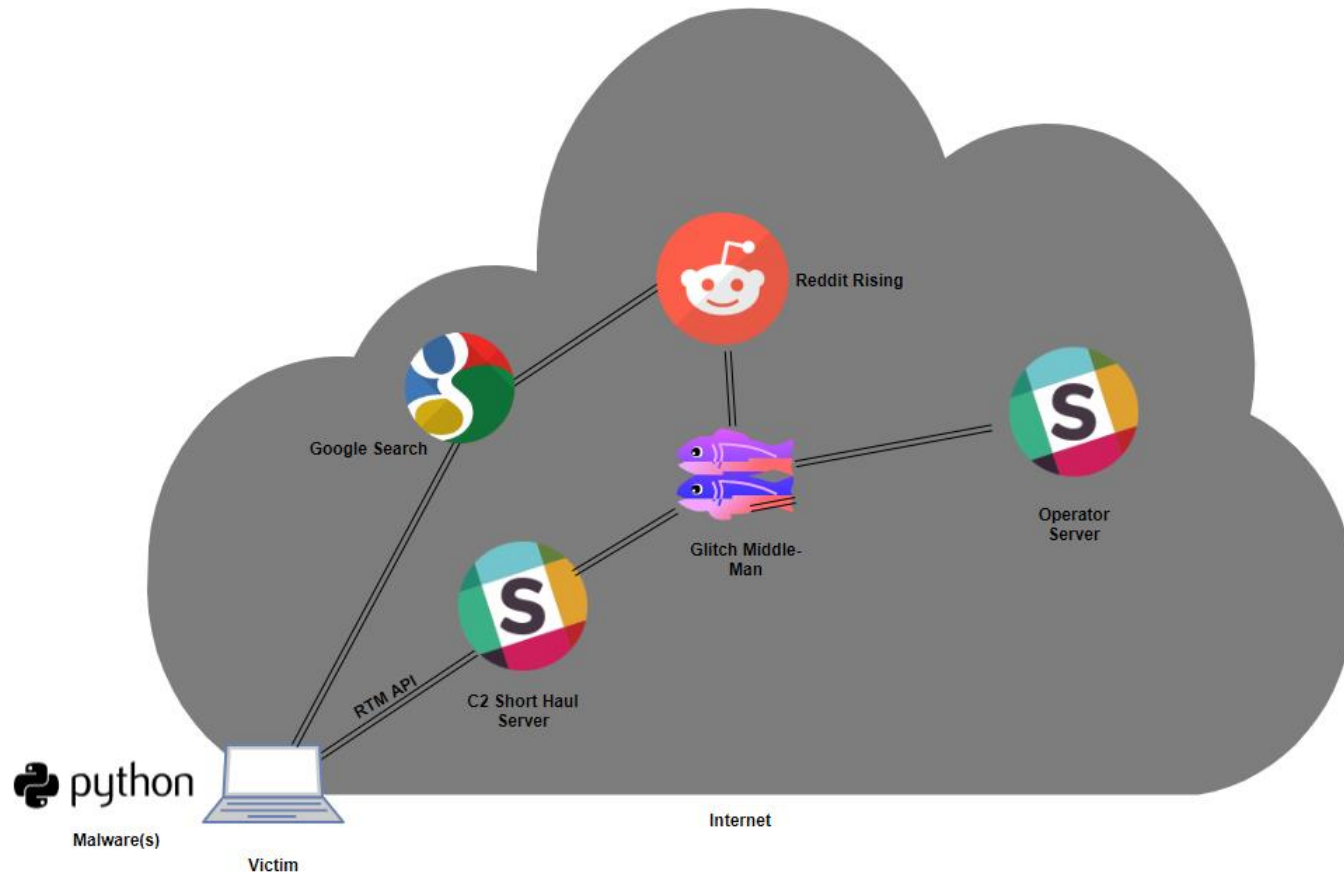 Reddit Rising
Google Search
S
Operator
Server
Glitch Middle-
Man
S
RTM API
C2 Short Haul
Server
python
Malware(s)
Victim
Internet